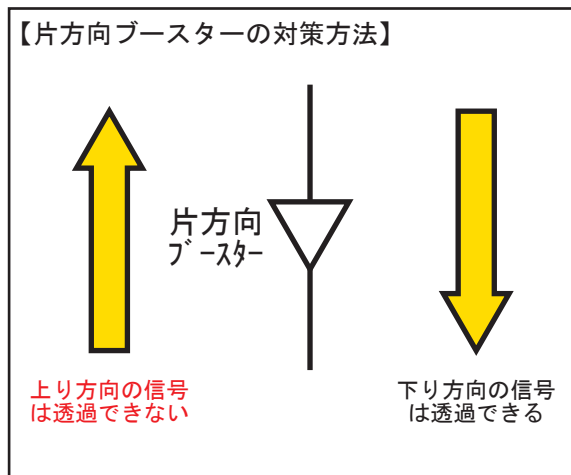 【片方向ブースターの対策方法】
片方向
ﾌﾞｰｽﾀｰ
上り方向の信号
は透過できない
下り方向の信号
は透過できる